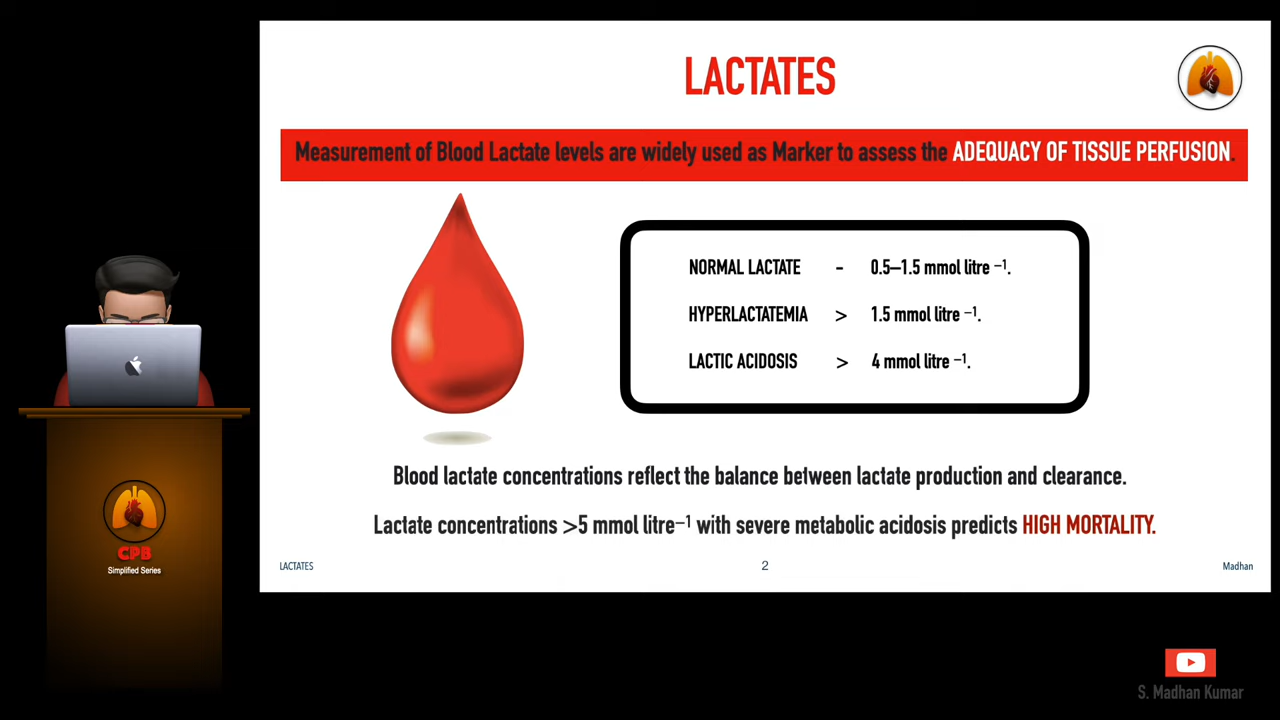 LACTATES
Measurement of Blood Lactate levels are widely used as Marker to assess the ADEQUACY OF TISSUE PERFUSION.
NORMAL LACTATE - 0.5–1.5 mmol litre −1.
HYPERLACTATEMIA > 1.5 mmol litre −1.
LACTIC ACIDOSIS > 4 mmol litre −1.
Blood lactate concentrations reflect the balance between lactate production and clearance.
Lactate concentrations >5 mmol litre−1 with severe metabolic acidosis predicts HIGH MORTALITY.
LACTATES 2 Madhan
CPB
Simplified Series
S. Madhan Kumar